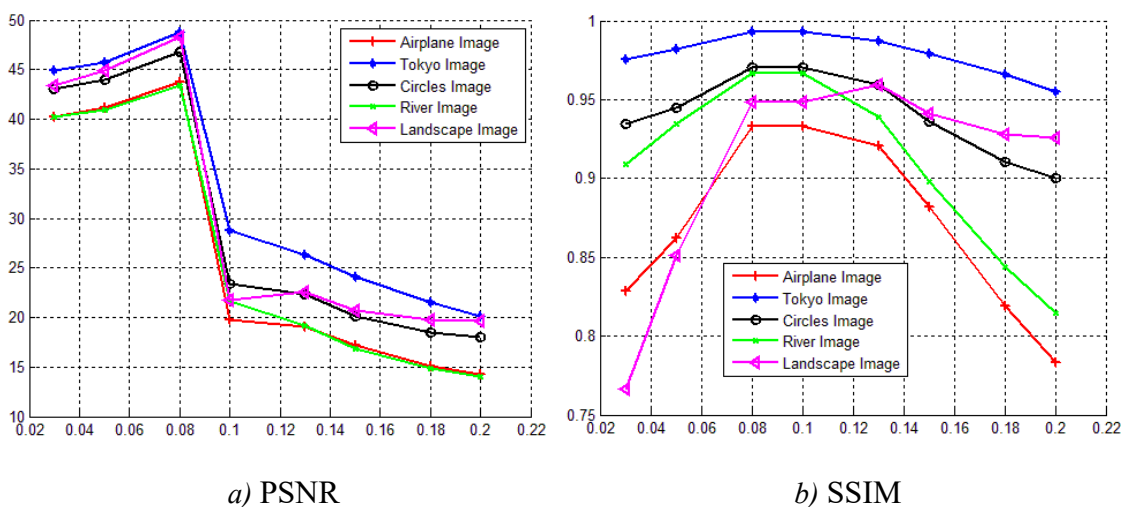 50
45
40
35
30
25
20
15
10
0.02 0.04 0.06 0.08 0.1 0.12 0.14 0.16 0.18 0.2 0.22
Airplane Image
Tokyo Image
Circles Image
River Image
Landscape Image
a) PSNR
1
0.95
0.9
0.85
0.8
0.75
0.02 0.04 0.06 0.08 0.1 0.12 0.14 0.16 0.18 0.2 0.22
Airplane Image
Tokyo Image
Circles Image
River Image
Landscape Image
b) SSIM